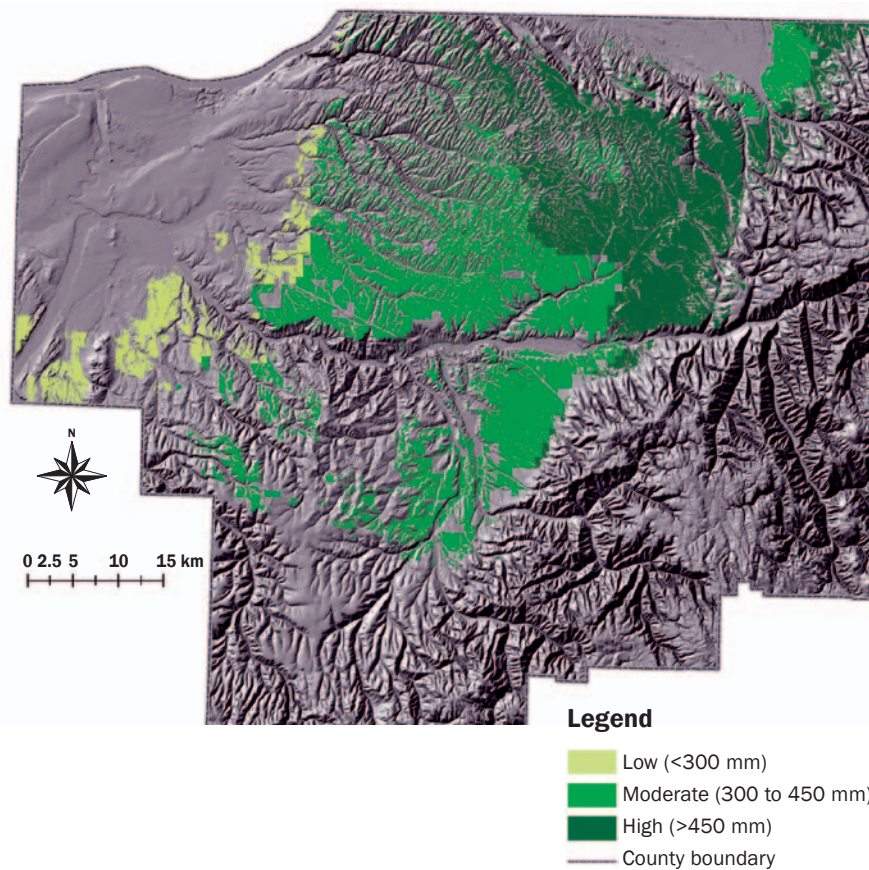 N
0 2.5 5 10 15 km
Legend
Low (<300 mm)
Moderate (300 to 450 mm)
High (>450 mm)
County boundary